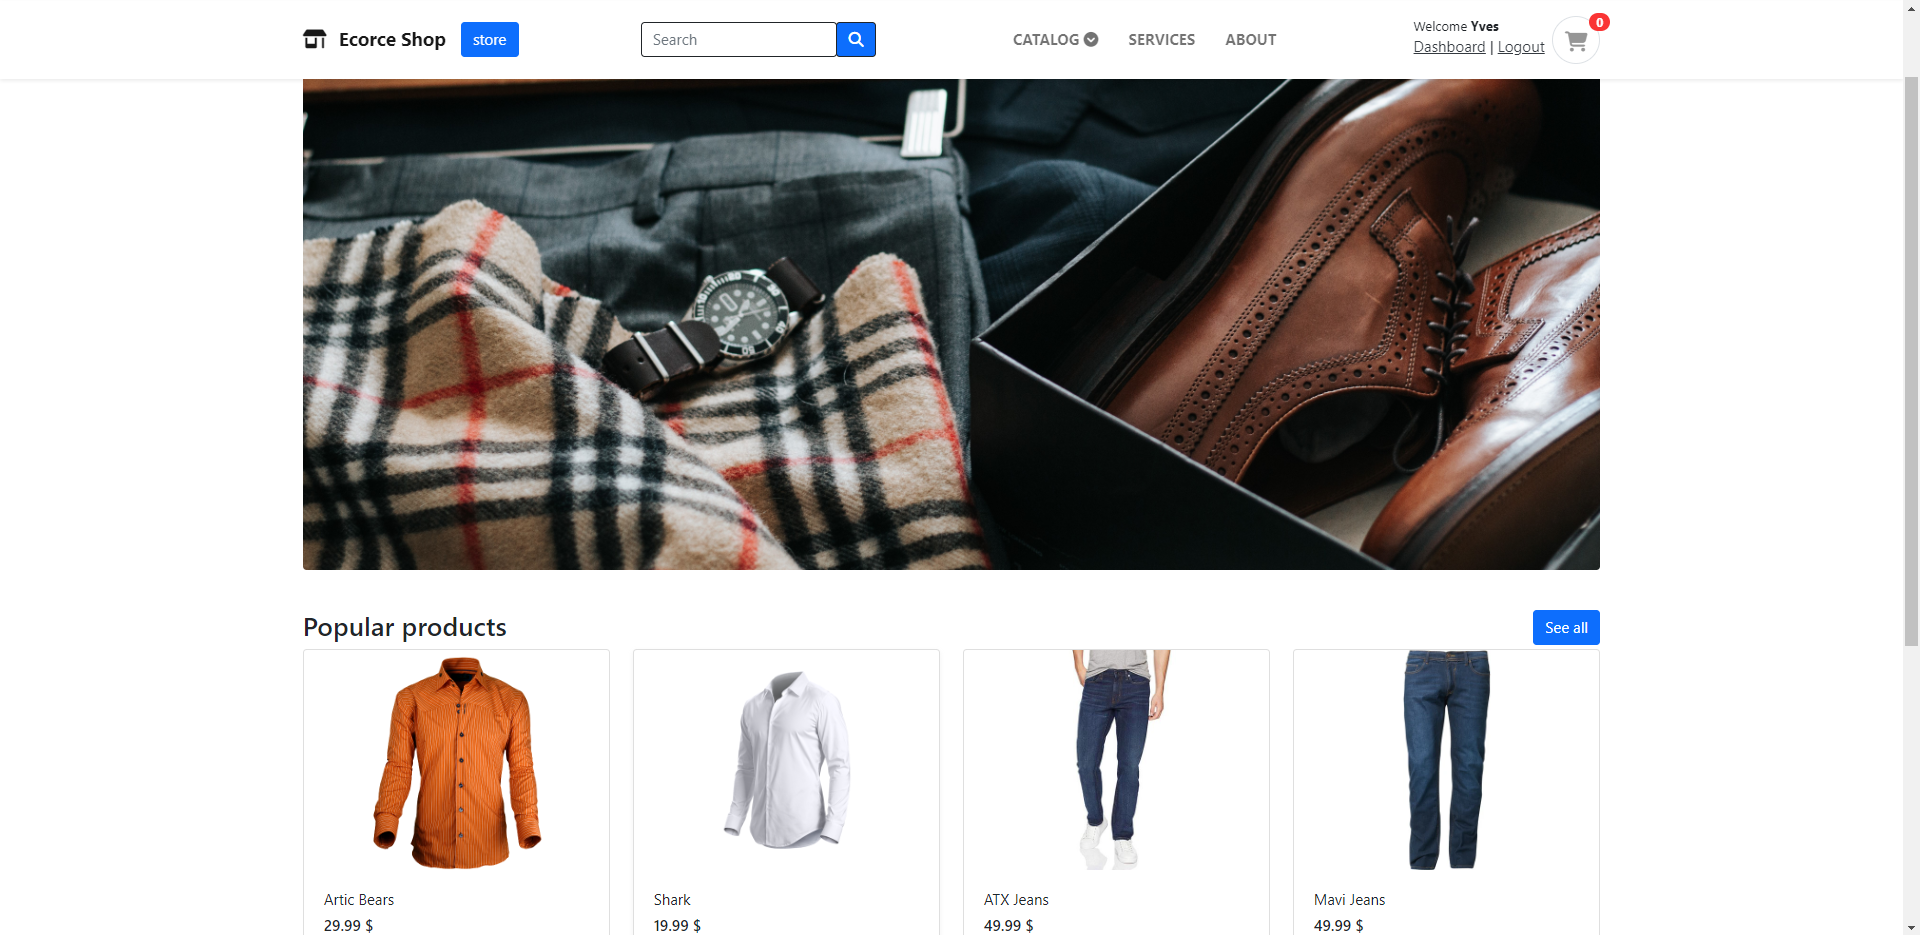 Ecorce Shop
store
Search
CATALOG
SERVICES
ABOUT
Welcome Yves
Dashboard | Logout
0
Popular products
See all
Artic Bears
29.99 $
Shark
19.99 $
ATX Jeans
49.99 $
Mavi Jeans
49.99 $